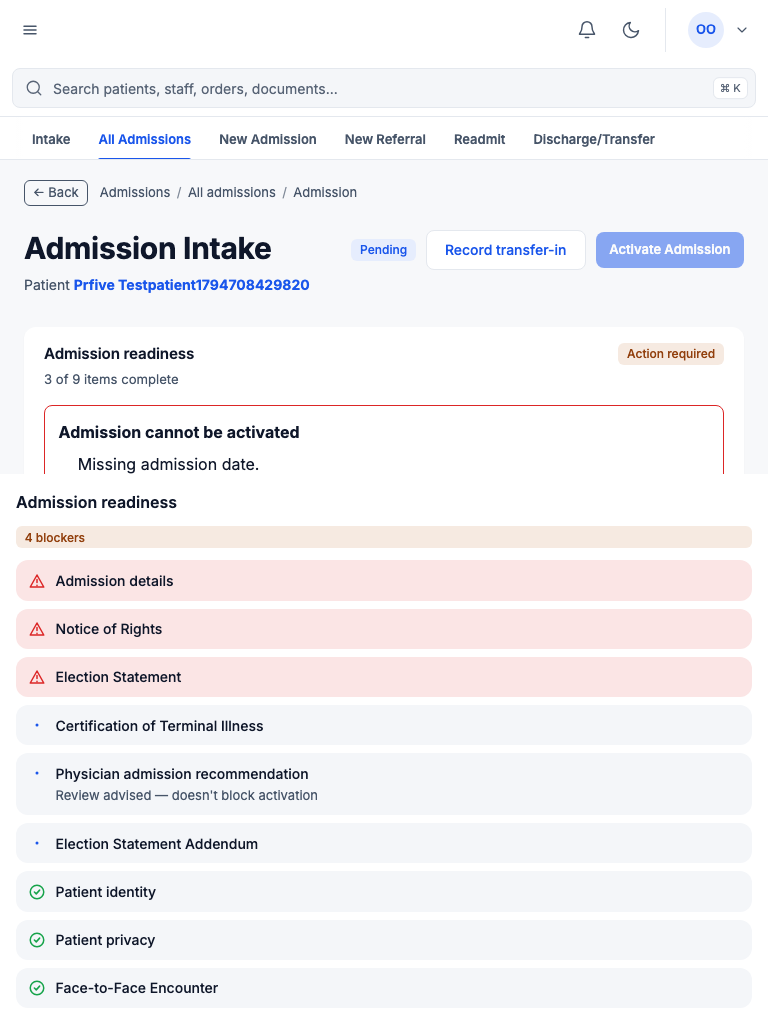 OO
Search patients, staff, orders, documents...
⌘ K
Intake
All Admissions
New Admission
New Referral
Readmit
Discharge/Transfer
← Back
Admissions / All admissions / Admission
Admission Intake
Pending
Record transfer-in
Activate Admission
Patient Prfive Testpatient1794708429820
Admission readiness
Action required
3 of 9 items complete
Admission cannot be activated
Missing admission date.
Admission readiness
4 blockers
Admission details
Notice of Rights
Election Statement
Certification of Terminal Illness
Physician admission recommendation
Review advised — doesn't block activation
Election Statement Addendum
Patient identity
Patient privacy
Face-to-Face Encounter